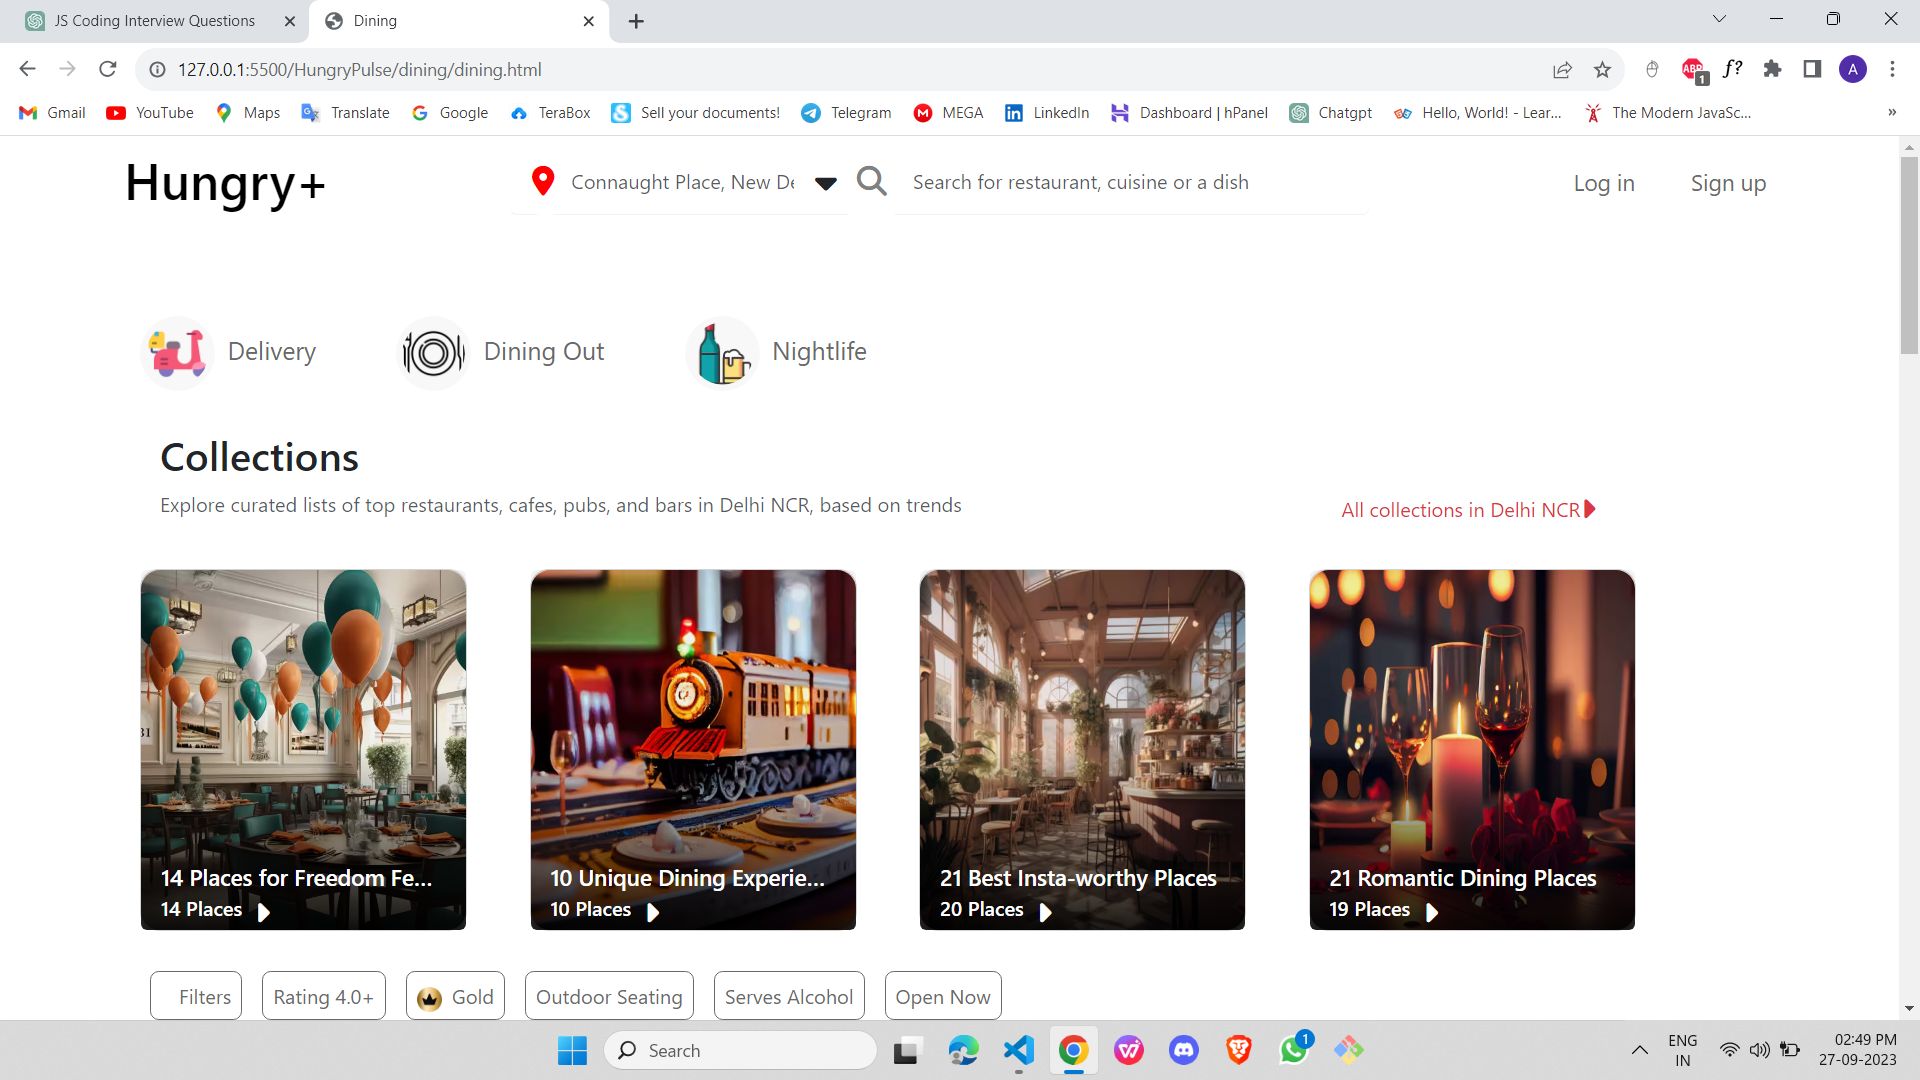 JS Coding Interview Questions
Dining
127.0.0.1:5500/HungryPulse/dining/dining.html
ABP
1
f?
A
Gmail
YouTube
Maps
Translate
Google
TeraBox
Sell your documents!
Telegram
MEGA
LinkedIn
Dashboard | hPanel
Chatgpt
Hello, World! - Lear...
The Modern JavaSc...
»
Hungry+
Connaught Place, New De
Search for restaurant, cuisine or a dish
Log in
Sign up
Delivery
Dining Out
Nightlife
Collections
Explore curated lists of top restaurants, cafes, pubs, and bars in Delhi NCR, based on trends
All collections in Delhi NCR
14 Places for Freedom Fe...
14 Places
10 Unique Dining Experie...
10 Places
21 Best Insta-worthy Places
20 Places
21 Romantic Dining Places
19 Places
Filters
Rating 4.0+
Gold
Outdoor Seating
Serves Alcohol
Open Now
Search
1
ENG
IN
02:49 PM
27-09-2023